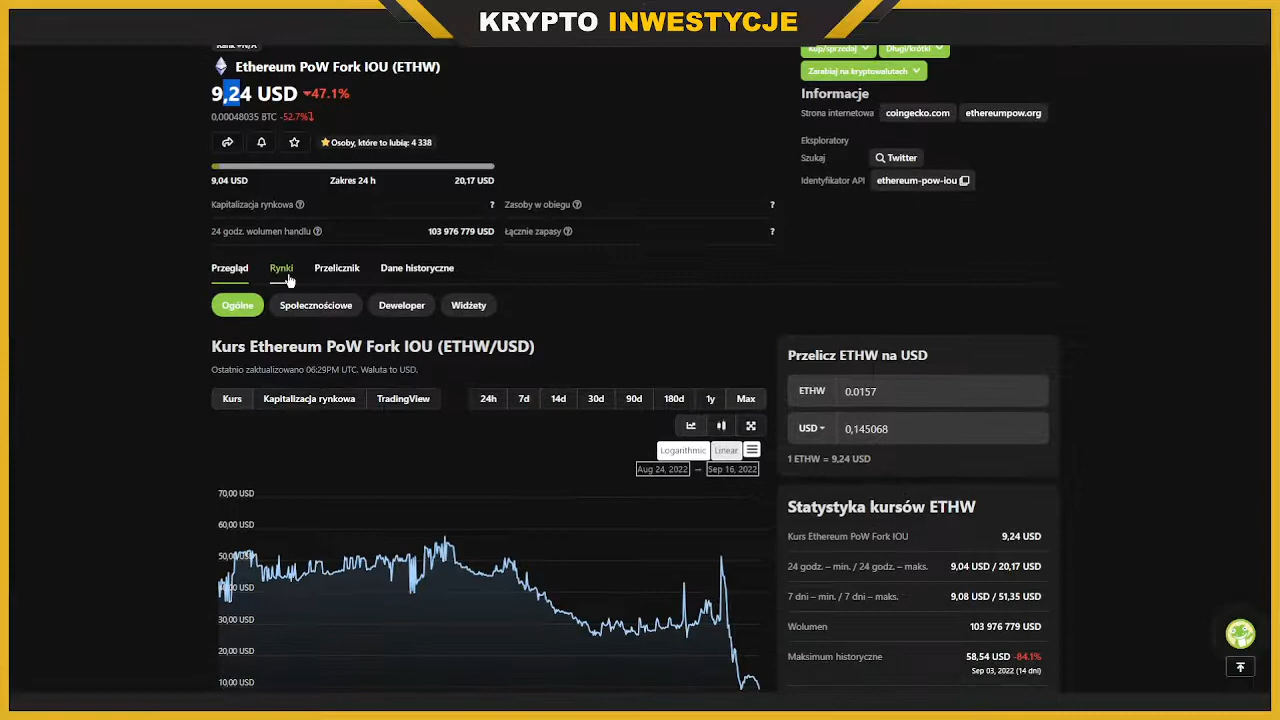 KRYPTO INWESTYCJE
Rank #N/A
Ethereum PoW Fork IOU (ETHW)
9,24 USD 47.1%
0,00048035 BTC -52.7%
Osoby, które to lubią: 4 338
9,04 USD Zakres 24 h 20,17 USD
Kapitalizacja rynkowa ?
Zasoby w obiegu ?
24 godz. wolumen handlu 103 976 779 USD
Łącznie zapasy ?
Kup/sprzedaj Długi/krótki
Zarabiaj na kryptowalutach
Informacje
Strona internetowa coingecko.com ethereumpow.org
Eksploratory
Szukaj Twitter
Identyfikator API ethereum-pow-iou
Przegląd Rynki Przelicznik Dane historyczne
Ogólne Społecznościowe Deweloper Widżety
Kurs Ethereum PoW Fork IOU (ETHW/USD)
Ostatnio zaktualizowano 06:29PM UTC. Waluta to USD.
Kurs Kapitalizacja rynkowa TradingView 24h 7d 14d 30d 90d 180d 1y Max
Logarithmic Linear
Aug 24, 2022 → Sep 16, 2022
70,00 USD
60,00 USD
50,00 USD
40,00 USD
30,00 USD
20,00 USD
10,00 USD
Przelicz ETHW na USD
ETHW 0.0157
USD 0,145068
1 ETHW = 9,24 USD
Statystyka kursów ETHW
Kurs Ethereum PoW Fork IOU 9,24 USD
24 godz. – min. / 24 godz. – maks. 9,04 USD / 20,17 USD
7 dni – min. / 7 dni – maks. 9,08 USD / 51,35 USD
Wolumen 103 976 779 USD
Maksimum historyczne 58,54 USD -84.1%
Sep 03, 2022 (14 dni)